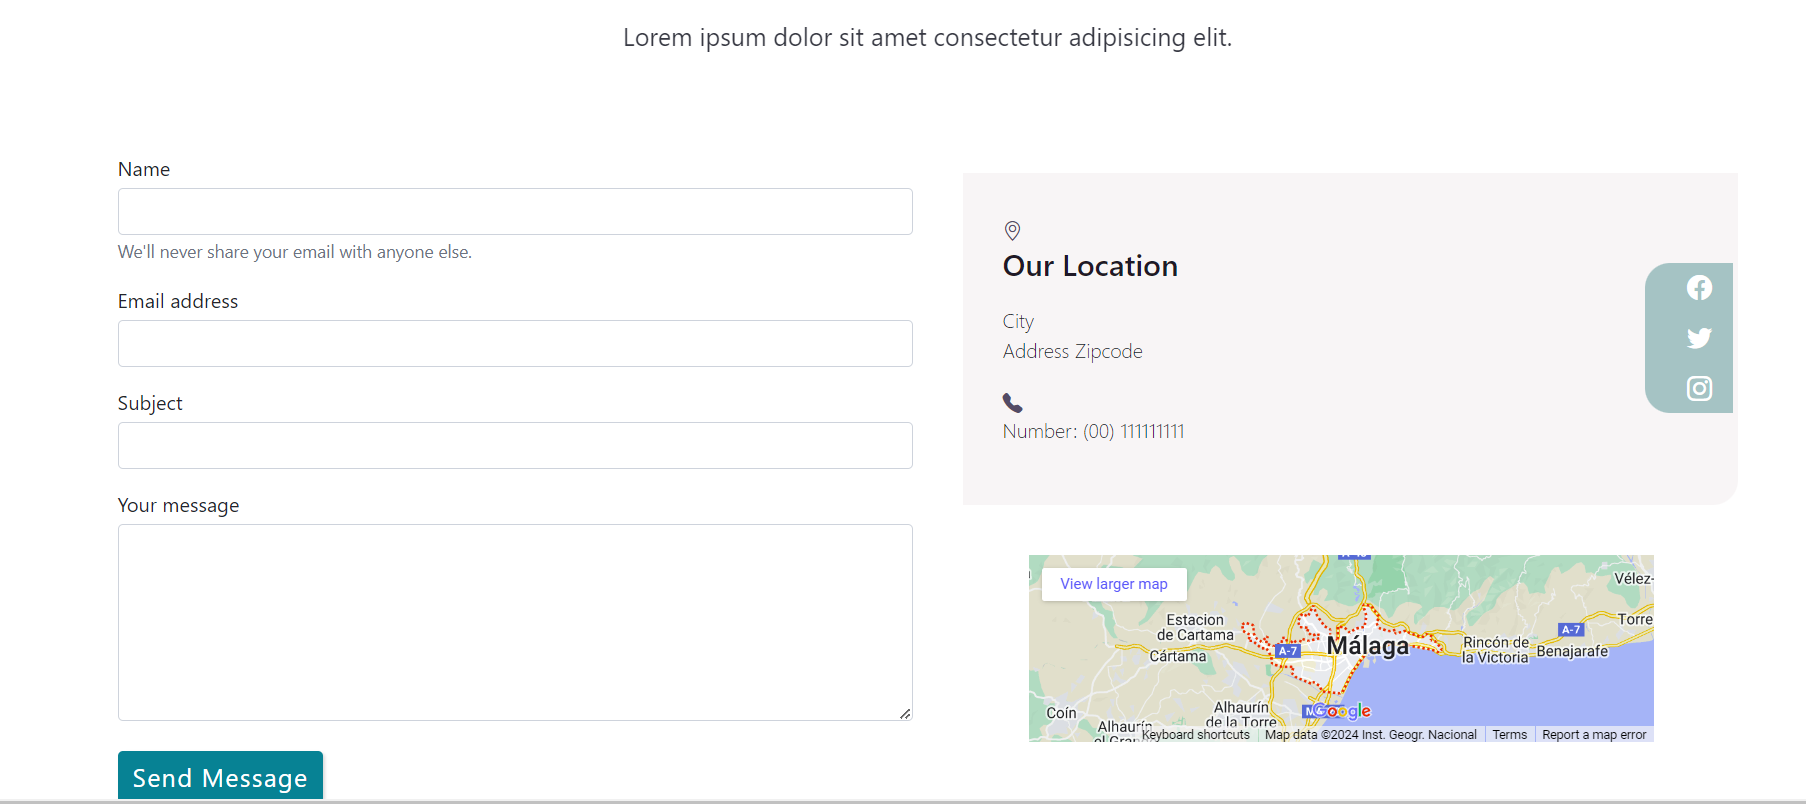 Lorem ipsum dolor sit amet consectetur adipisicing elit.
Name
We'll never share your email with anyone else.
Email address
Subject
Your message
Send Message
Our Location
City
Address Zipcode
Number: (00) 111111111
View larger map
Vélez-
Estacion
de Cartama
Torre
A-7
Málaga
Rincón de
la Victoria
Benajarafe
A-7
Cártama
Coín
Alhaurín
de la Torre
Google
Alhaurín
Keyboard shortcuts
Map data ©2024 Inst. Geogr. Nacional
Terms
Report a map error